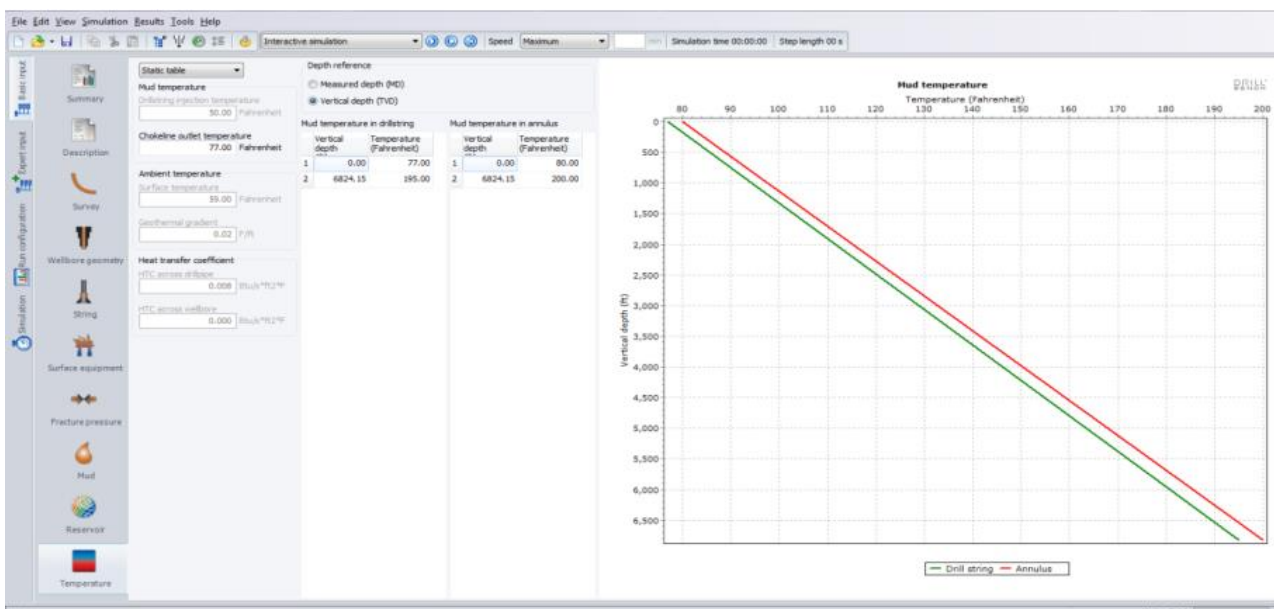 File Edit View Simulation Results Tools Help
Interactive simulation Speed Maximum Simulation time 00:00:00 Step length 00 s
Basic input
Expert input
Run configuration
Simulation
Summary
Description
Survey
Wellbore geometry
String
Surface equipment
Fracture pressure
Mud
Reservoir
Temperature
Static table
Mud temperature
Drillstring injection temperature
50.00 Fahrenheit
Chokeline outlet temperature
77.00 Fahrenheit
Ambient temperature
Surface temperature
59.00 Fahrenheit
Geothermal gradient
0.02 F/ft
Heat transfer coefficient
HTC across drillpipe
0.008 Btu/s*ft2*F
HTC across wellbore
0.000 Btu/s*ft2*F
Depth reference
Measured depth (MD)
Vertical depth (TVD)
Mud temperature in drillstring
Vertical Temperature
depth (Fahrenheit)
1 0.00 77.00
2 6824.15 195.00
Mud temperature in annulus
Vertical Temperature
depth (Fahrenheit)
1 0.00 80.00
2 6824.15 200.00
Mud temperature
DRILL
BENCH
Temperature (Fahrenheit)
80 90 100 110 120 130 140 150 160 170 180 190 200
Vertical depth (ft)
0
500
1,000
1,500
2,000
2,500
3,000
3,500
4,000
4,500
5,000
5,500
6,000
6,500
Drill string Annulus